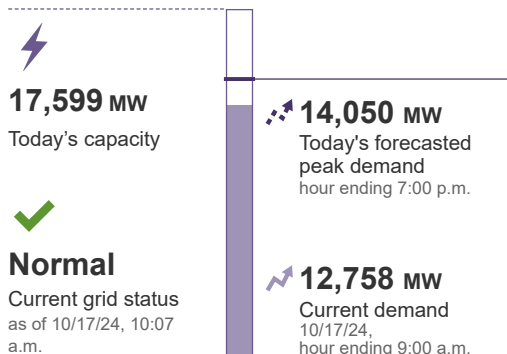 17,599 MW
Today's capacity
Normal
Current grid status
as of 10/17/24, 10:07
a.m.
14,050 MW
Today's forecasted
peak demand
hour ending 7:00 p.m.
12,758 MW
Current demand
10/17/24,
hour ending 9:00 a.m.